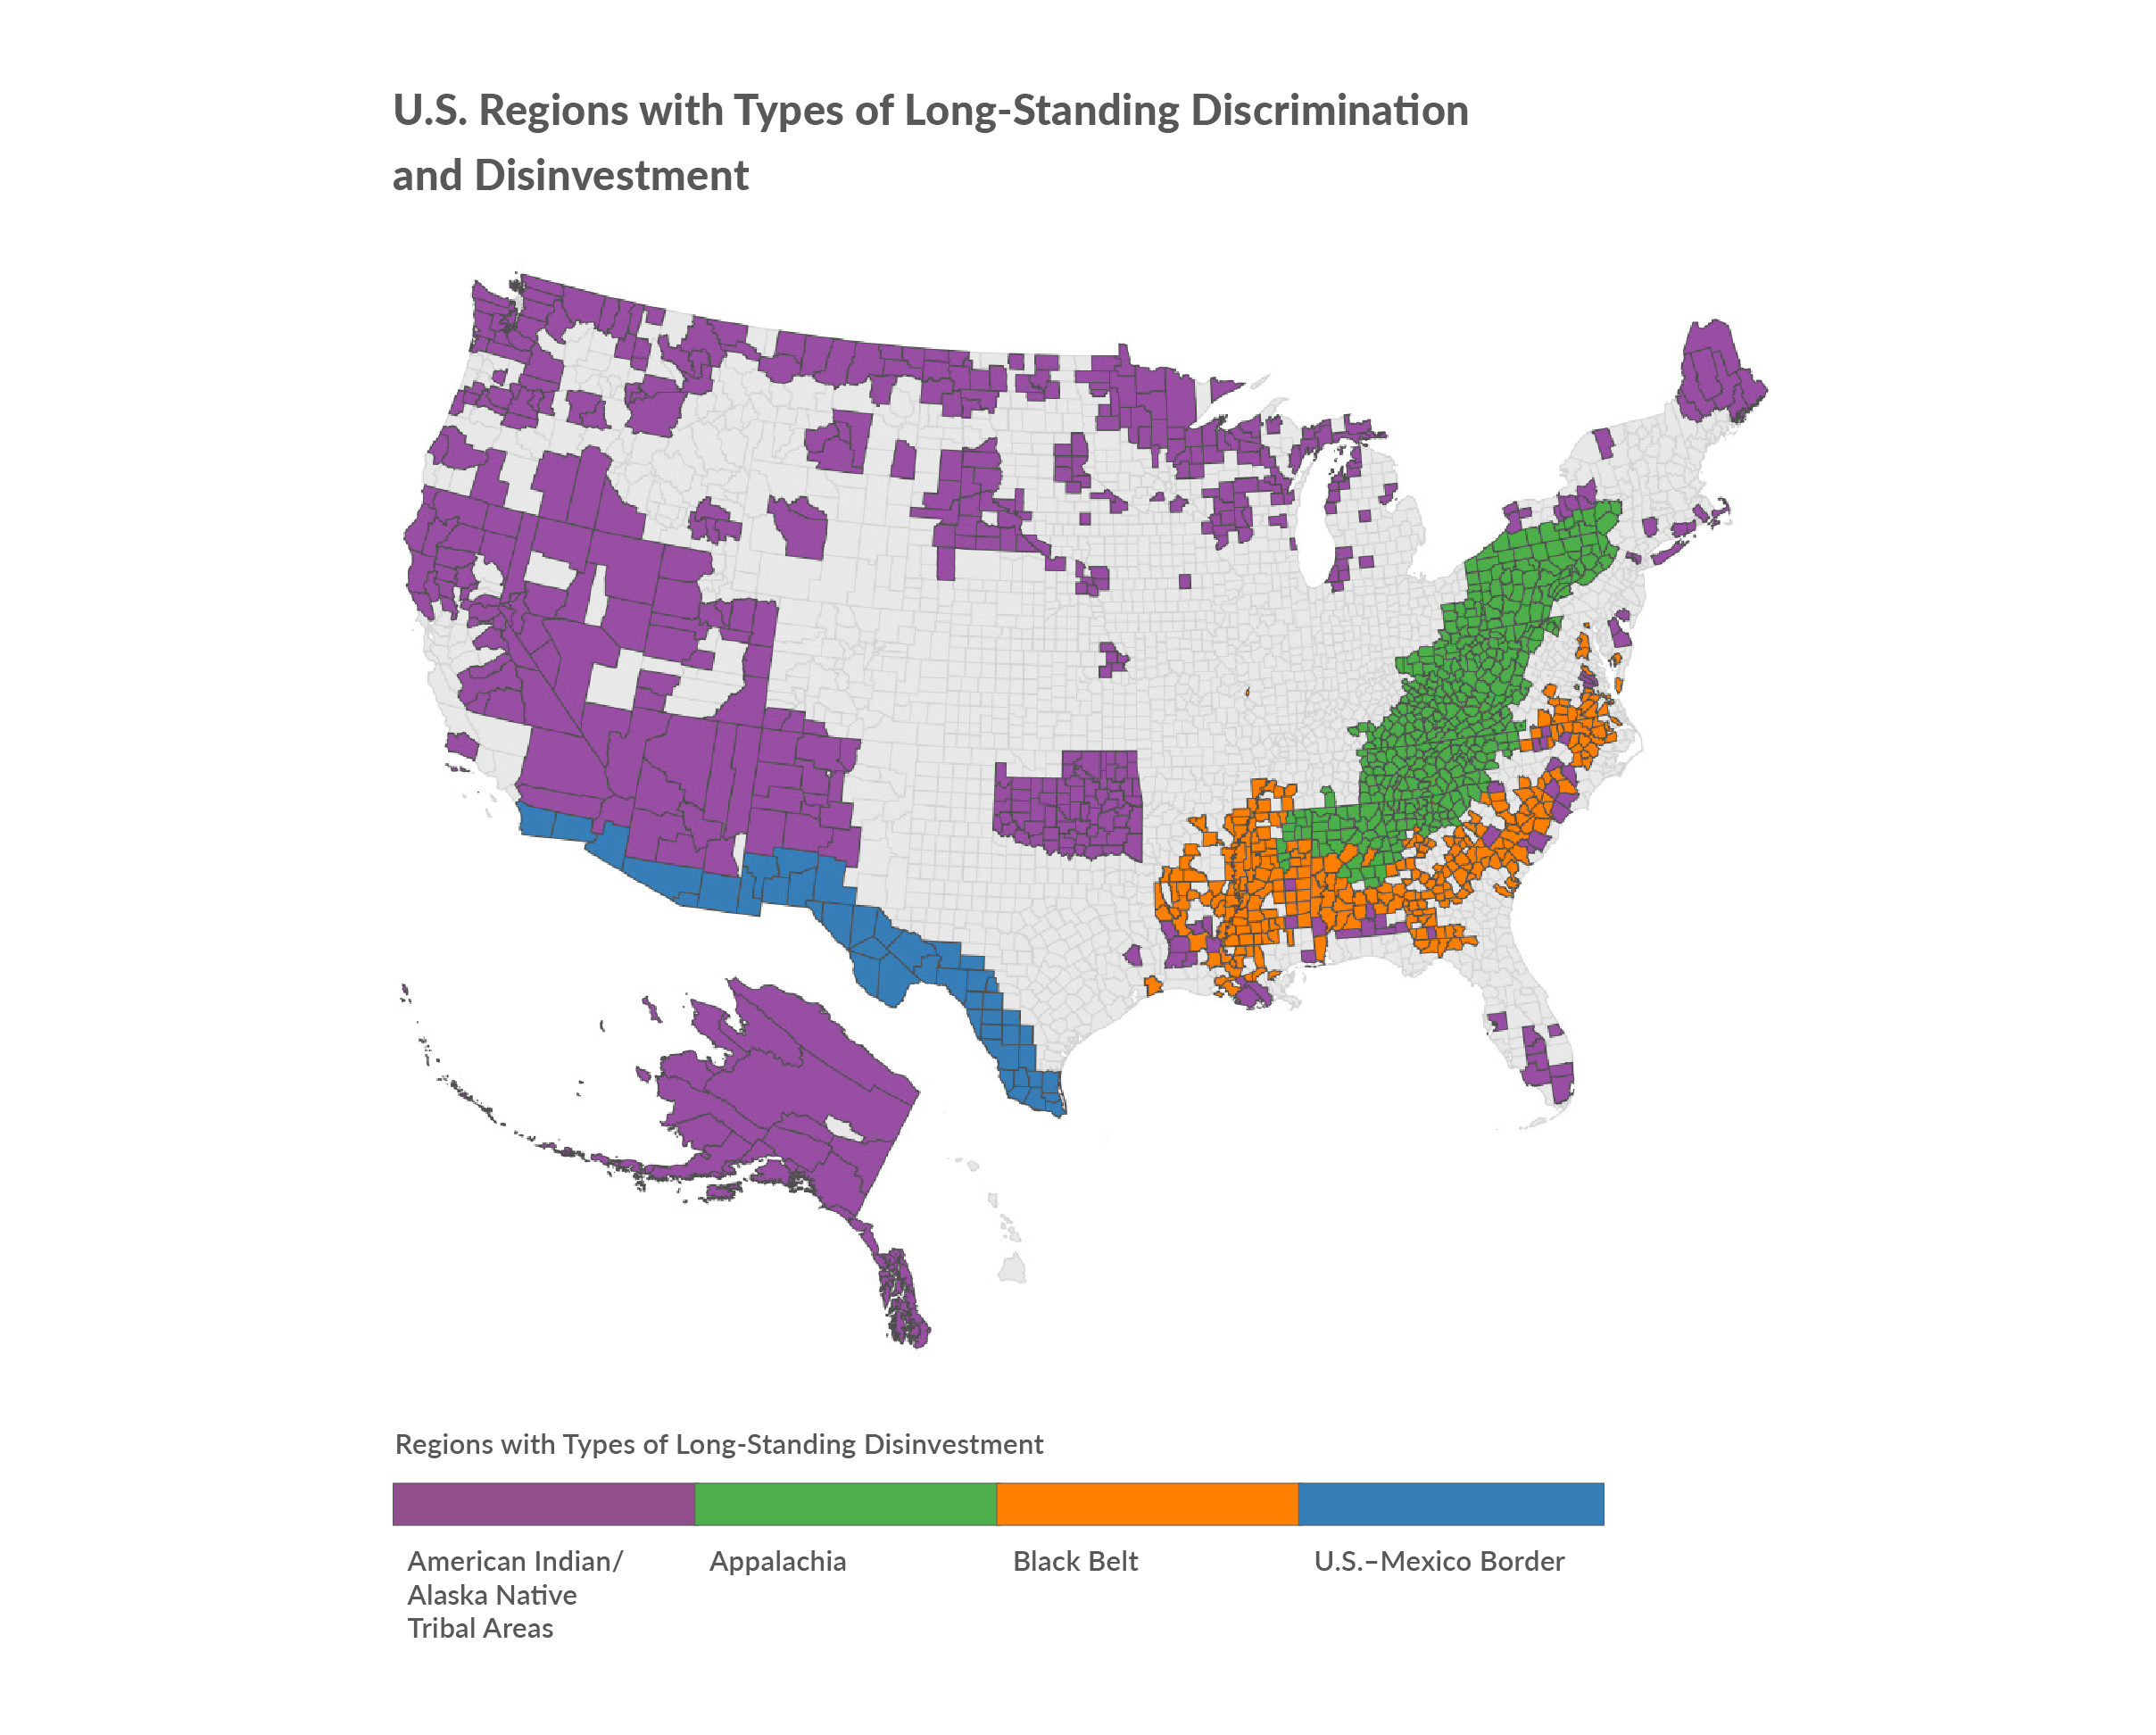 U.S. Regions with Types of Long-Standing Discrimination
and Disinvestment
Regions with Types of Long-Standing Disinvestment
American Indian/
Alaska Native
Tribal Areas
Appalachia
Black Belt
U.S.–Mexico Border